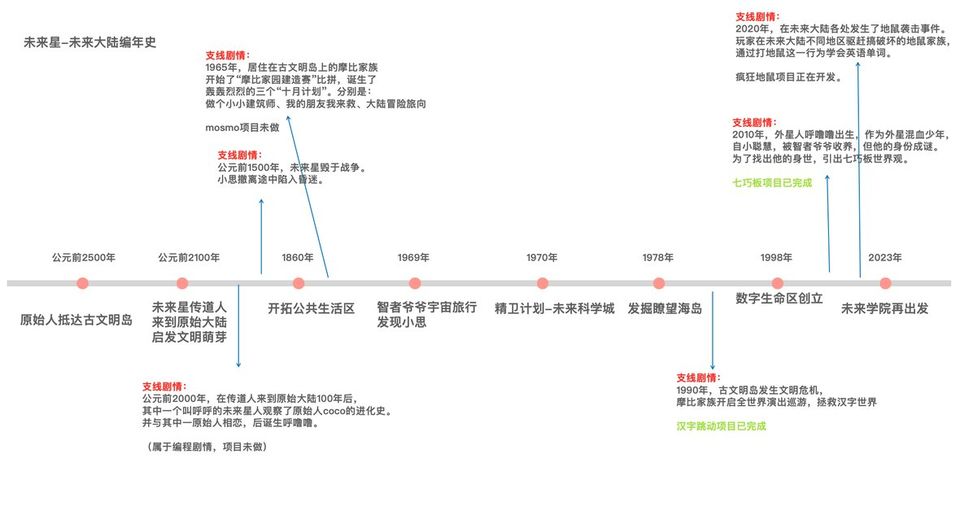 未来星-未来大陆编年史
支线剧情：
1965年，居住在古文明岛上的摩比家族
开始了“摩比家园建造赛”比拼，诞生了
轰轰烈烈的三个“十月计划”。分别是：
做个小小建筑师、我的朋友我来救、大陆冒险旅向
mosmo项目未做
支线剧情：
公元前1500年，未来星毁于战争。
小思撤离途中陷入昏迷。
支线剧情：
2020年，在未来大陆各处发生了地鼠袭击事件。
玩家在未来大陆不同地区驱赶搞破坏的地鼠家族，
通过打地鼠这一行为学会英语单词。
疯狂地鼠项目正在开发。
支线剧情：
2010年，外星人呼噜噜出生，作为外星混血少年，
自小聪慧，被智者爷爷收养，但他的身份成谜。
为了找出他的身世，引出七巧板世界观。
七巧板项目已完成
公元前2500年
公元前2100年
1860年
1969年
1970年
1978年
1998年
2023年
原始人抵达古文明岛
未来星传道人
来到原始大陆
启发文明萌芽
开拓公共生活区
智者爷爷宇宙旅行
发现小思
精卫计划-未来科学城
发掘瞭望海岛
数字生命区创立
未来学院再出发
支线剧情：
公元前2000年，在传道人来到原始大陆100年后，
其中一个叫呼呼的未来星人观察了原始人coco的进化史。
并与其中一原始人相恋，后诞生呼噜噜。
（属于编程剧情，项目未做）
支线剧情：
1990年，古文明岛发生文明危机，
摩比家族开启全世界演出巡游，拯救汉字世界
汉字跳动项目已完成